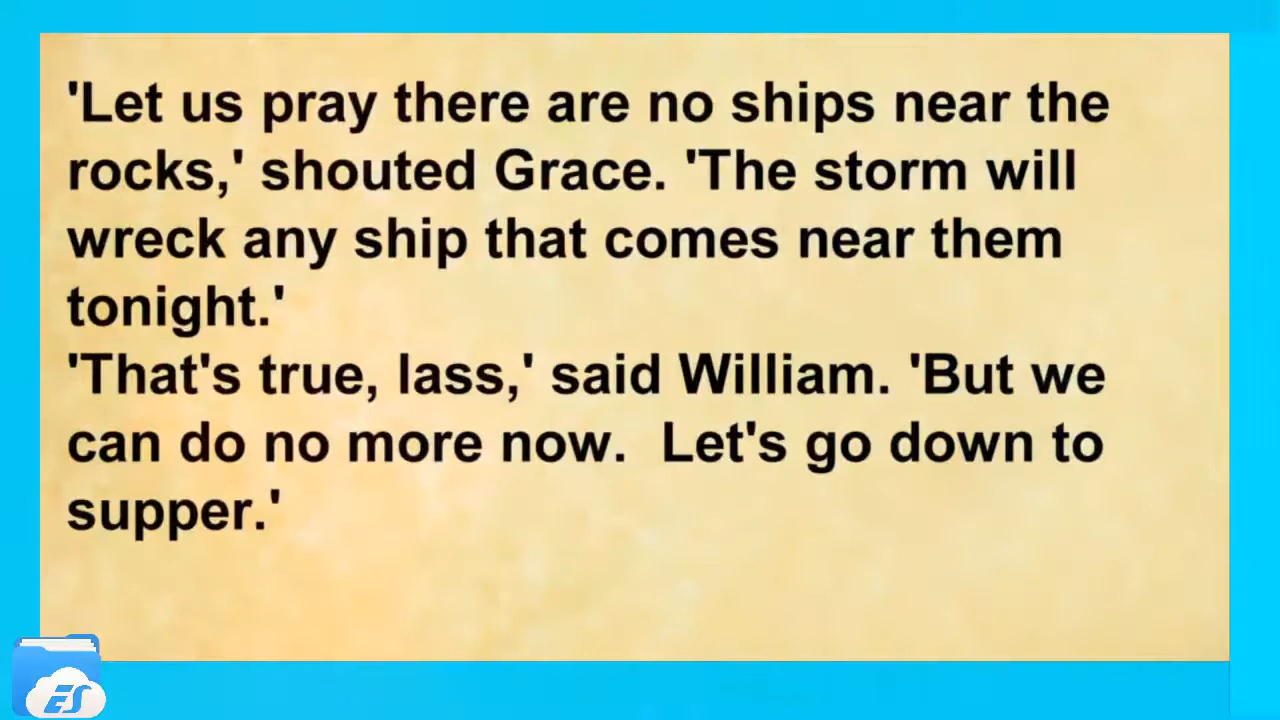 'Let us pray there are no ships near the
rocks,' shouted Grace. 'The storm will
wreck any ship that comes near them
tonight.'
'That's true, lass,' said William. 'But we
can do no more now.  Let's go down to
supper.'
ES